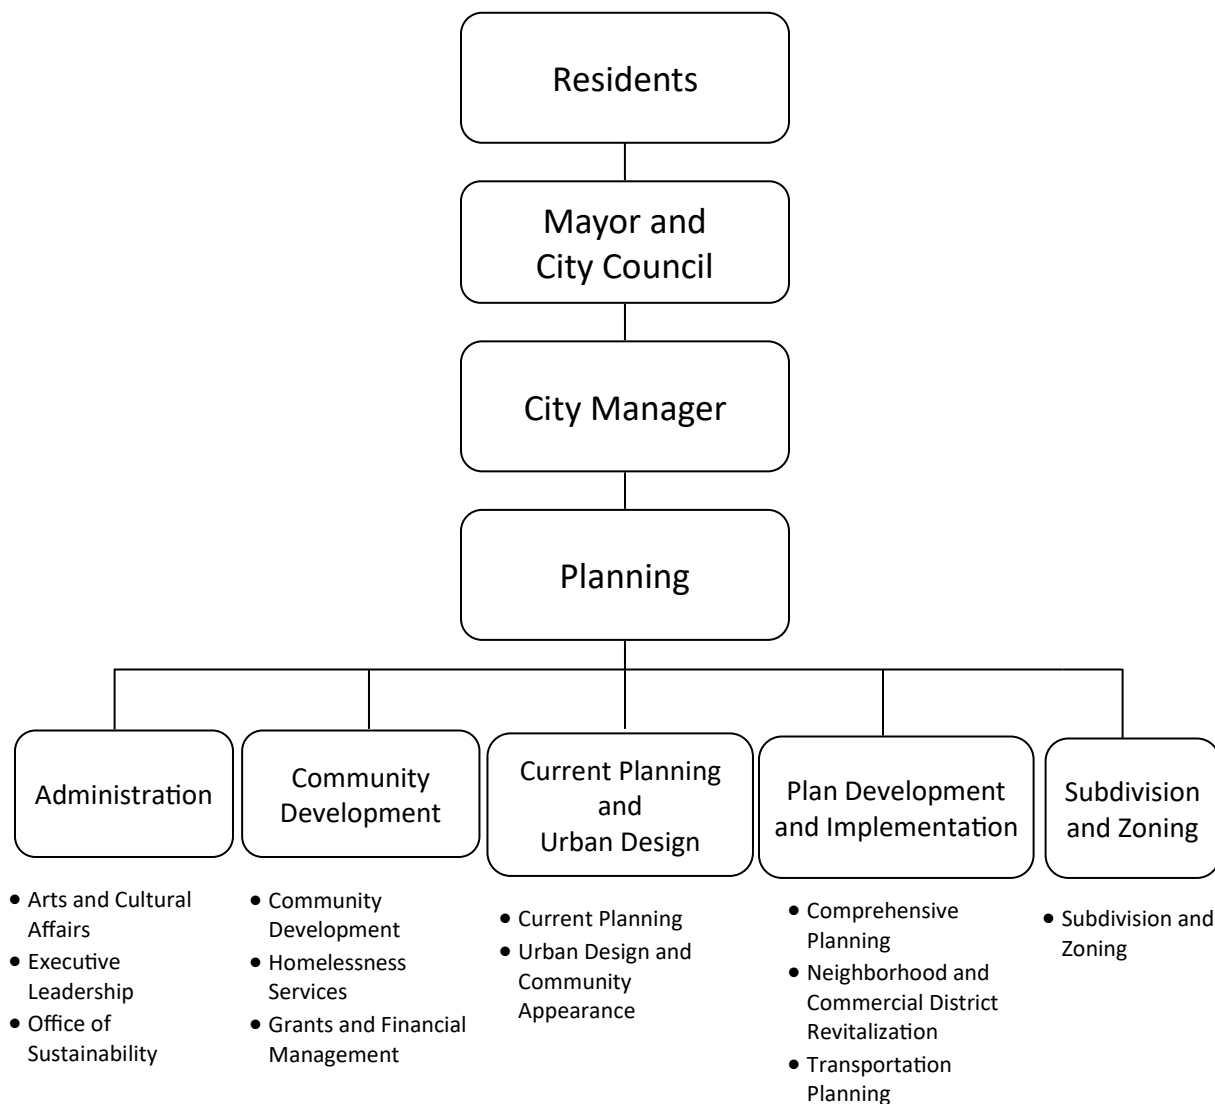 Residents
Mayor and
City Council
City Manager
Planning
Administration
• Arts and Cultural
Affairs
• Executive
Leadership
• Office of
Sustainability
Community
Development
• Community
Development
• Homelessness
Services
• Grants and Financial
Management
Current Planning
and
Urban Design
• Current Planning
• Urban Design and
Community
Appearance
Plan Development
and Implementation
• Comprehensive
Planning
• Neighborhood and
Commercial District
Revitalization
• Transportation
Planning
Subdivision
and Zoning
• Subdivision and
Zoning